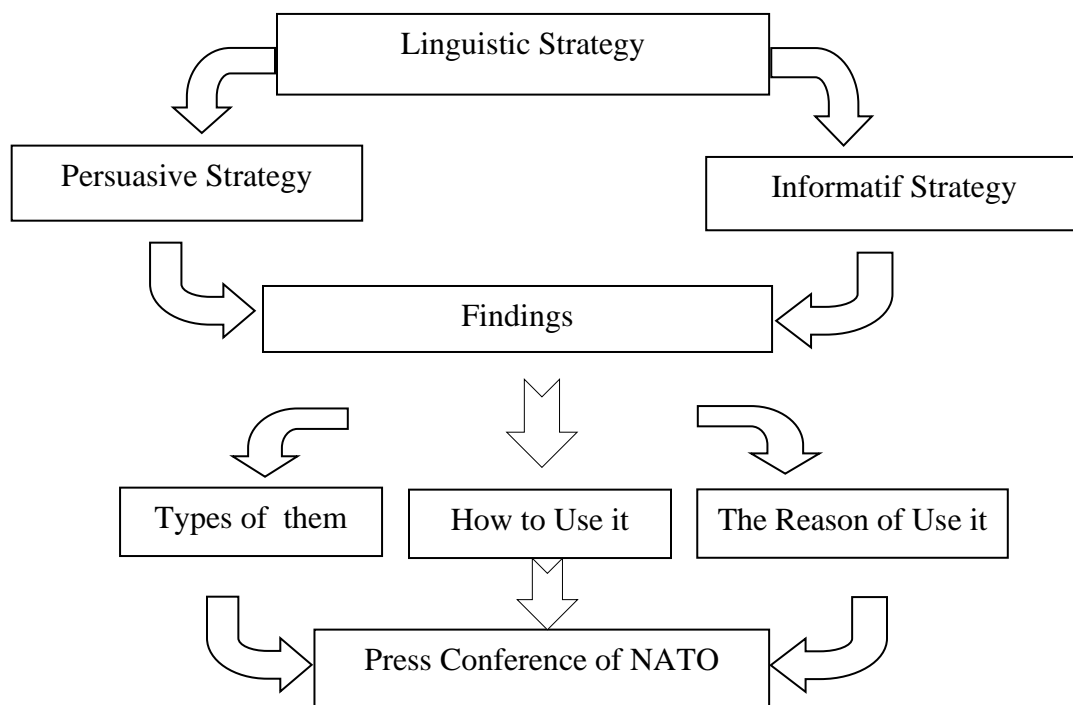 Linguistic Strategy
Persuasive Strategy
Informatif Strategy
Findings
Types of them
How to Use it
The Reason of Use it
Press Conference of NATO